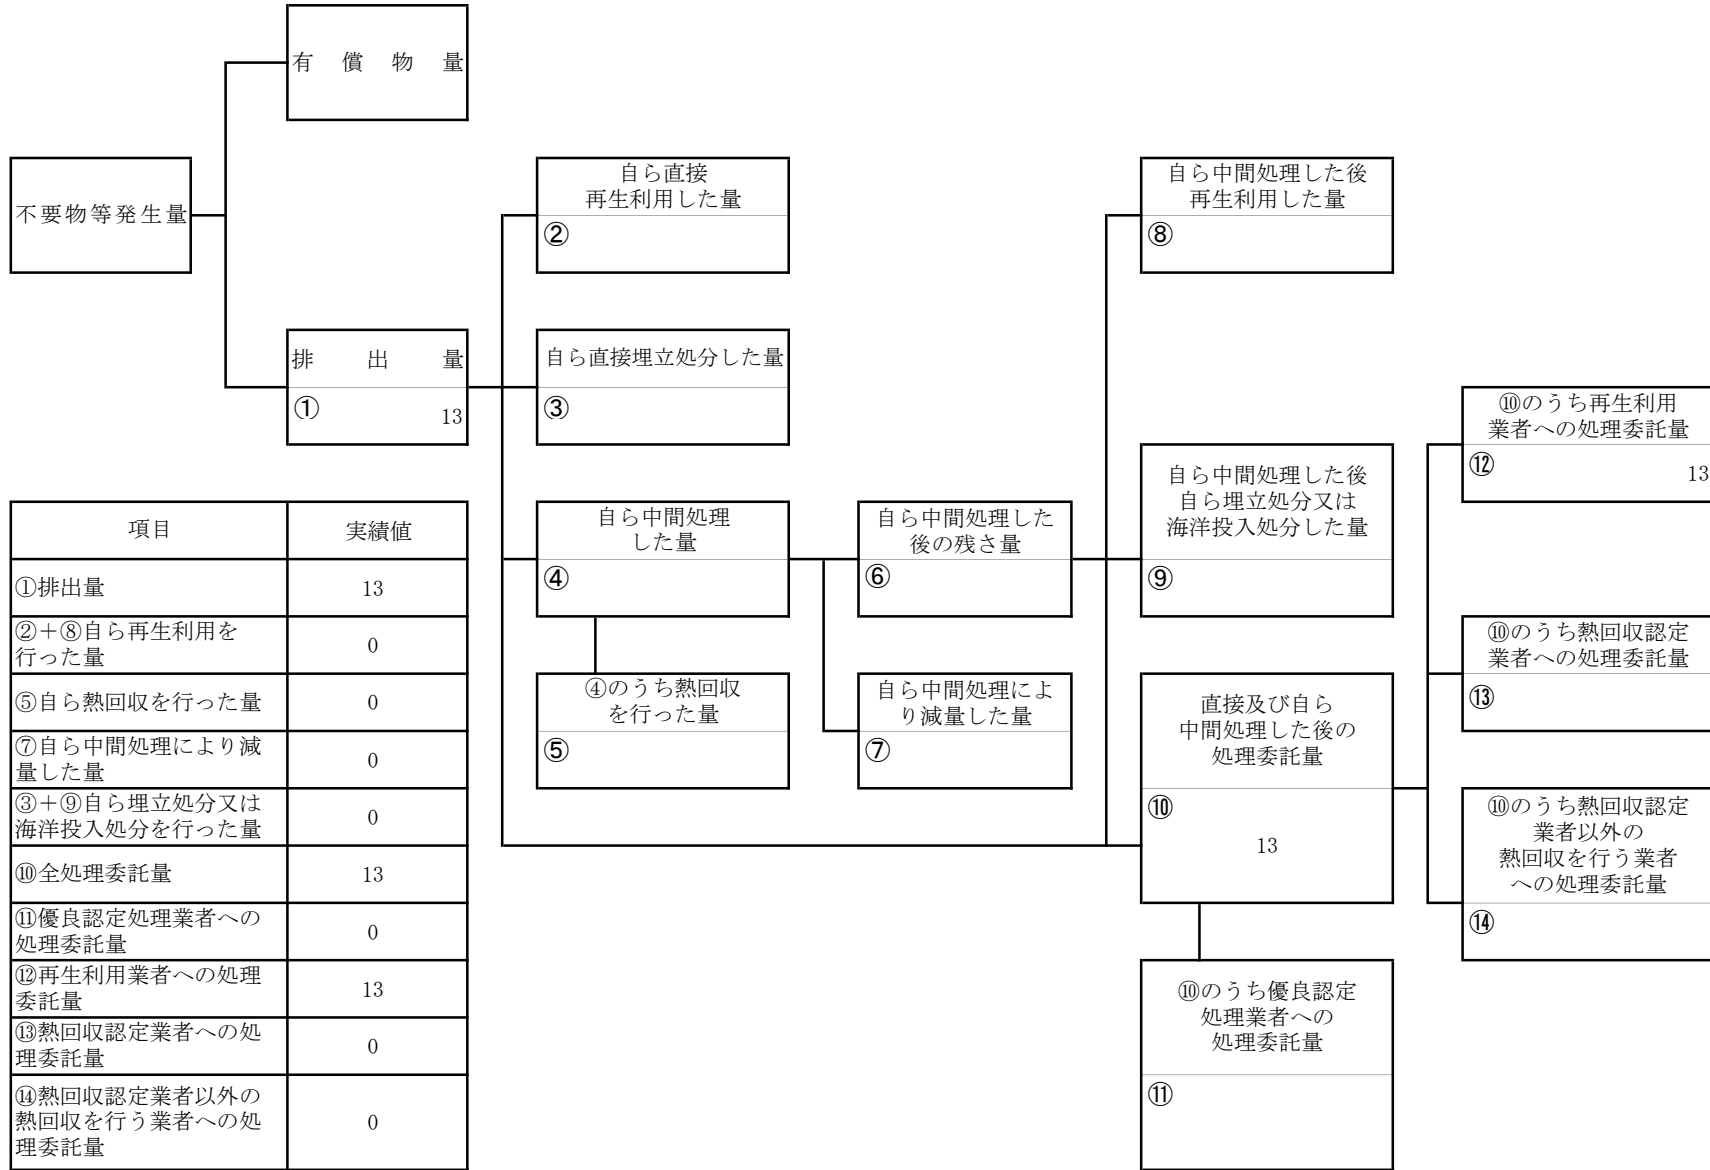 有償物量
不要物等発生量
排出量
①
13
自ら直接
再生利用した量
②
自ら直接埋立処分した量
③
自ら中間処理
した量
④
④のうち熱回収
を行った量
⑤
自ら中間処理した
後の残さ量
⑥
自ら中間処理によ
り減量した量
⑦
自ら中間処理した後
再生利用した量
⑧
自ら中間処理した後
自ら埋立処分又は
海洋投入処分した量
⑨
直接及び自ら
中間処理した後の
処理委託量
⑩
13
⑩のうち優良認定
処理業者への
処理委託量
⑪
⑩のうち再生利用
業者への処理委託量
⑫
13
⑩のうち熱回収認定
業者への処理委託量
⑬
⑩のうち熱回収認定
業者以外の
熱回収を行う業者
への処理委託量
⑭
項目 実績値
①排出量 13
②＋⑧自ら再生利用を
行った量 0
⑤自ら熱回収を行った量 0
⑦自ら中間処理により減
量した量 0
③＋⑨自ら埋立処分又は
海洋投入処分を行った量 0
⑩全処理委託量 13
⑪優良認定処理業者への
処理委託量 0
⑫再生利用業者への処理
委託量 13
⑬熱回収認定業者への処
理委託量 0
⑭熱回収認定業者以外の
熱回収を行う業者への処
理委託量 0